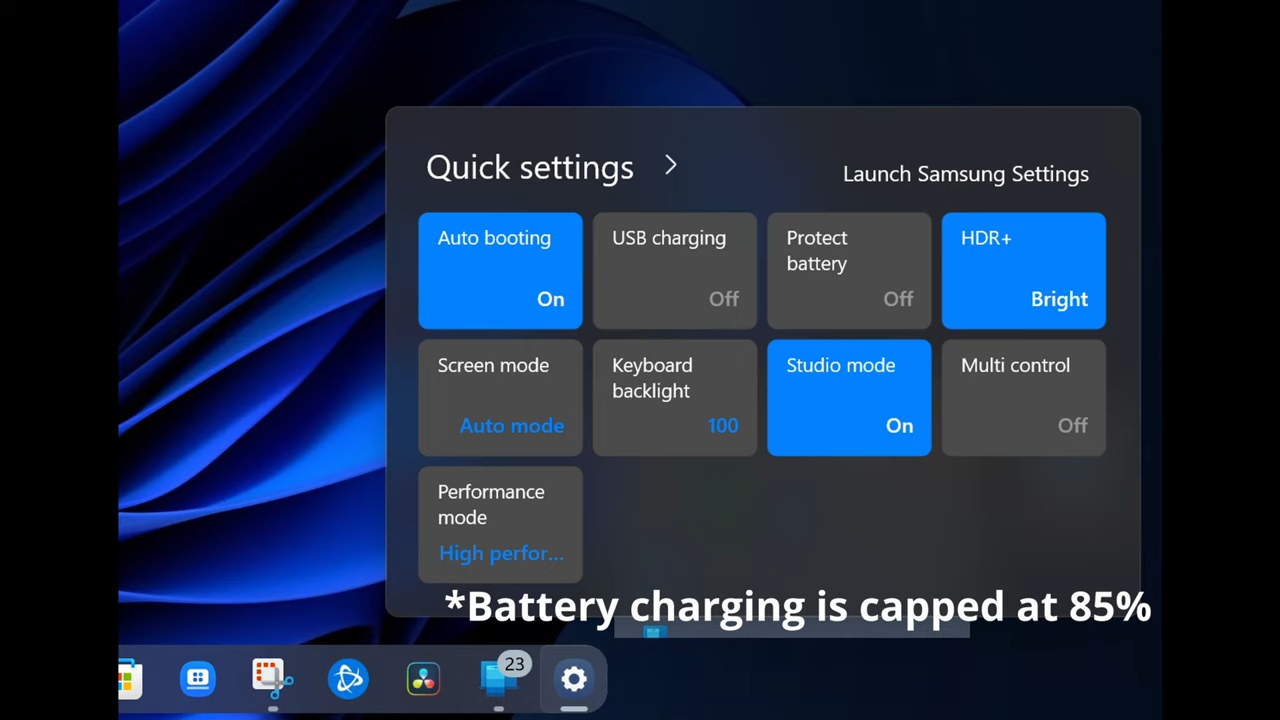 Quick settings
Launch Samsung Settings
Auto booting
On
USB charging
Off
Protect
battery
Off
HDR+
Bright
Screen mode
Auto mode
Keyboard
backlight
100
Studio mode
On
Multi control
Off
Performance
mode
High perfor...
*Battery charging is capped at 85%
23